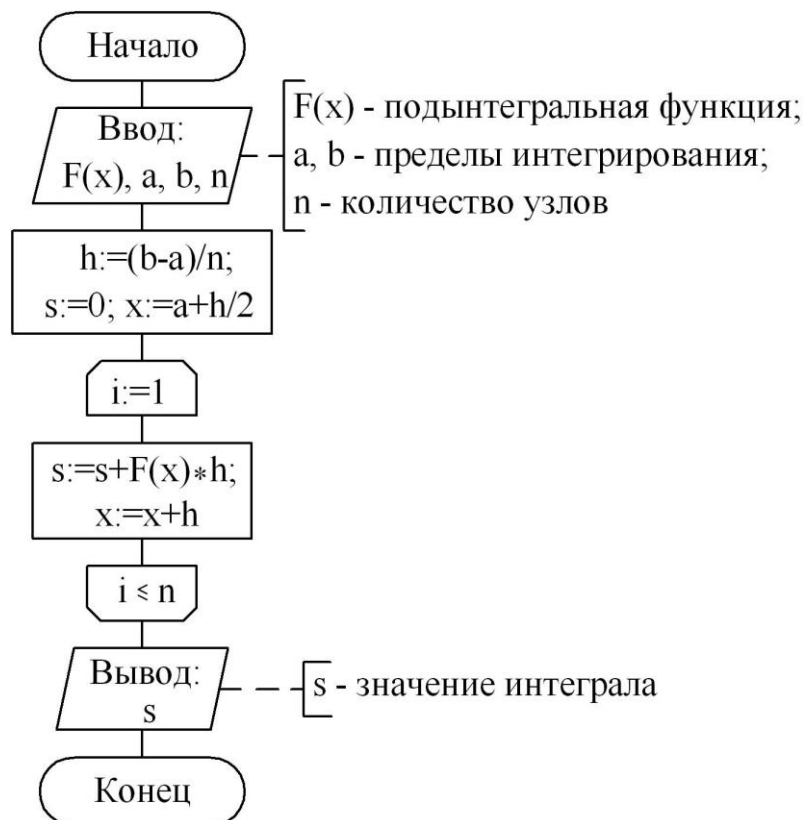 Начало
Ввод:
F(x), a, b, n
F(x) - подынтегральная функция;
a, b - пределы интегрирования;
n - количество узлов
h:=(b-a)/n;
s:=0; x:=a+h/2
i:=1
s:=s+F(x)*h;
x:=x+h
i ⩽ n
Вывод:
s
s - значение интеграла
Конец